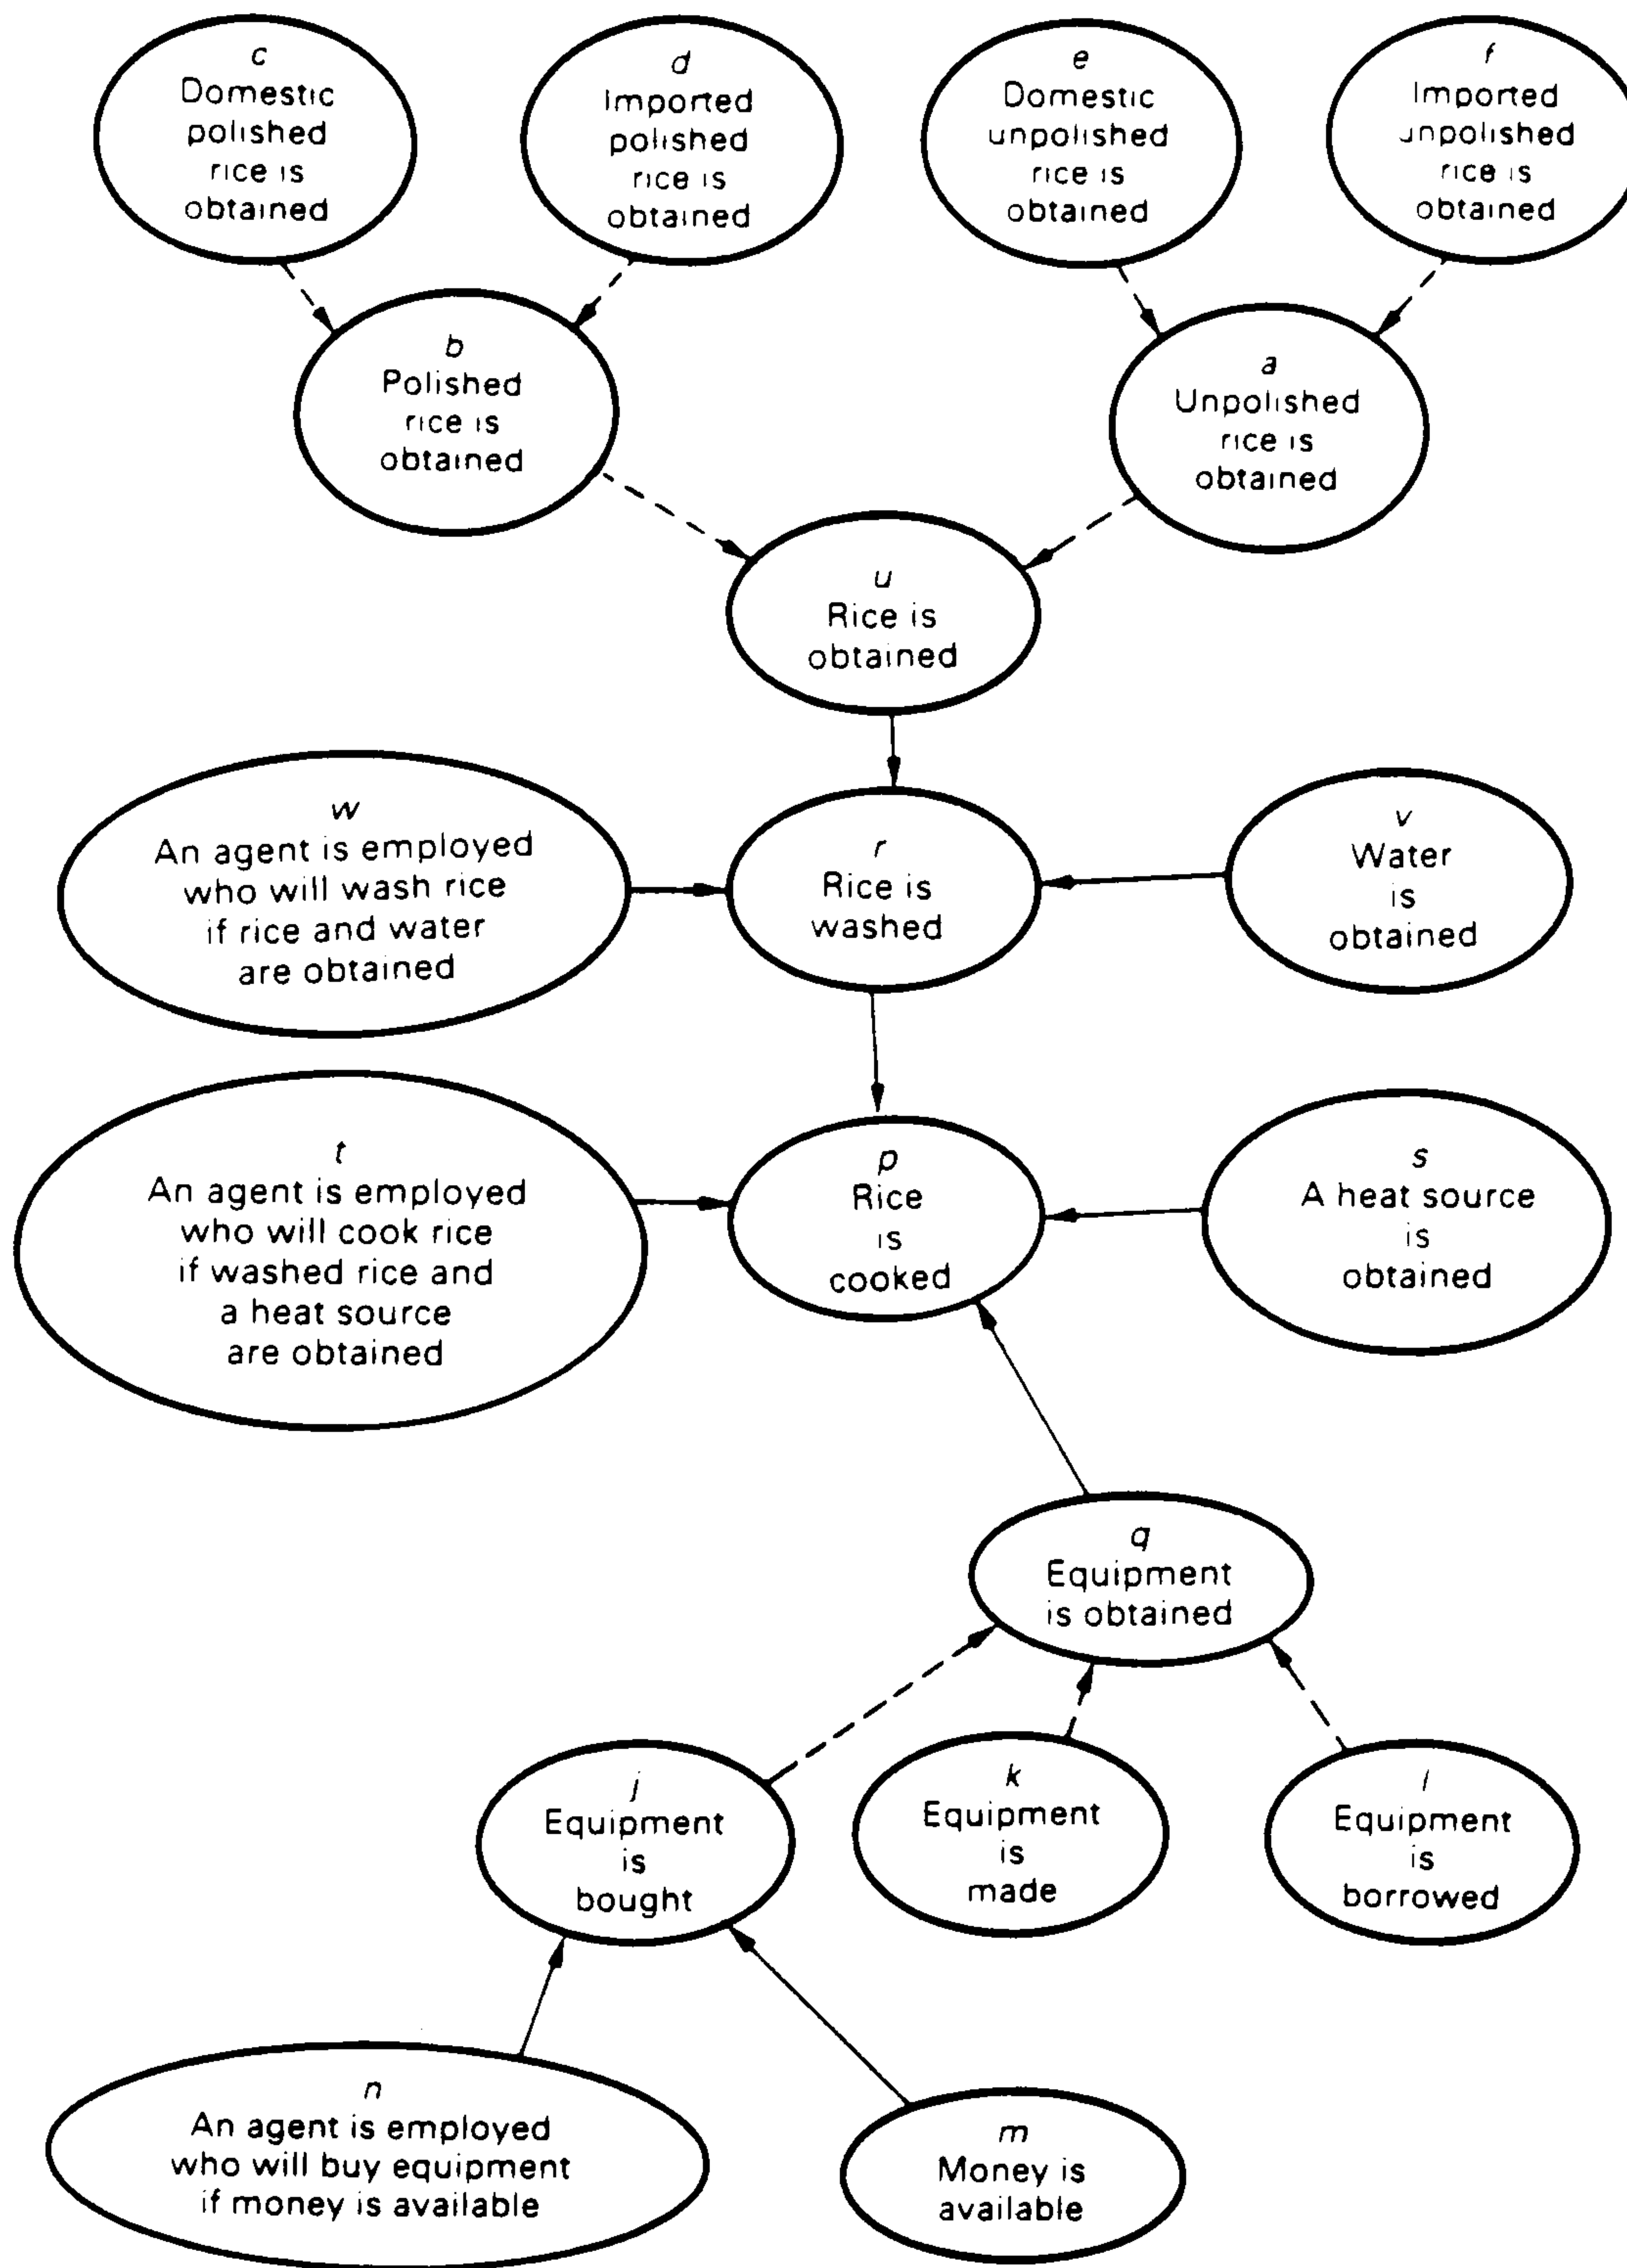 c
Domestic
polished
rice is
obtained
d
Imported
polished
rice is
obtained
e
Domestic
unpolished
rice is
obtained
f
Imported
unpolished
rice is
obtained
b
Polished
rice is
obtained
a
Unpolished
rice is
obtained
u
Rice is
obtained
w
An agent is employed
who will wash rice
if rice and water
are obtained
r
Rice is
washed
v
Water
is
obtained
t
An agent is employed
who will cook rice
if washed rice and
a heat source
are obtained
p
Rice
is
cooked
s
A heat source
is
obtained
q
Equipment
is obtained
j
Equipment
is
bought
k
Equipment
is
made
l
Equipment
is
borrowed
n
An agent is employed
who will buy equipment
if money is available
m
Money is
available